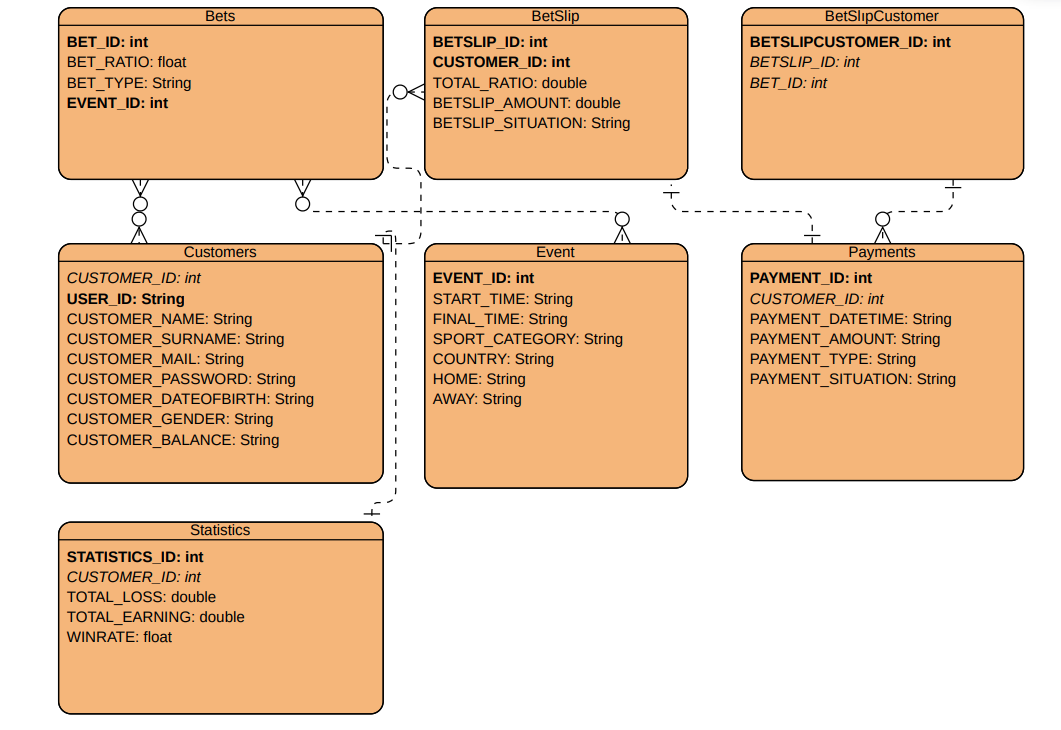 Bets
BET_ID: int
BET_RATIO: float
BET_TYPE: String
EVENT_ID: int
BetSlip
BETSLIP_ID: int
CUSTOMER_ID: int
TOTAL_RATIO: double
BETSLIP_AMOUNT: double
BETSLIP_SITUATION: String
BetSlipCustomer
BETSLIPCUSTOMER_ID: int
BETSLIP_ID: int
BET_ID: int
Customers
CUSTOMER_ID: int
USER_ID: String
CUSTOMER_NAME: String
CUSTOMER_SURNAME: String
CUSTOMER_MAIL: String
CUSTOMER_PASSWORD: String
CUSTOMER_DATEOFBIRTH: String
CUSTOMER_GENDER: String
CUSTOMER_BALANCE: String
Event
EVENT_ID: int
START_TIME: String
FINAL_TIME: String
SPORT_CATEGORY: String
COUNTRY: String
HOME: String
AWAY: String
Payments
PAYMENT_ID: int
CUSTOMER_ID: int
PAYMENT_DATETIME: String
PAYMENT_AMOUNT: String
PAYMENT_TYPE: String
PAYMENT_SITUATION: String
Statistics
STATISTICS_ID: int
CUSTOMER_ID: int
TOTAL_LOSS: double
TOTAL_EARNING: double
WINRATE: float